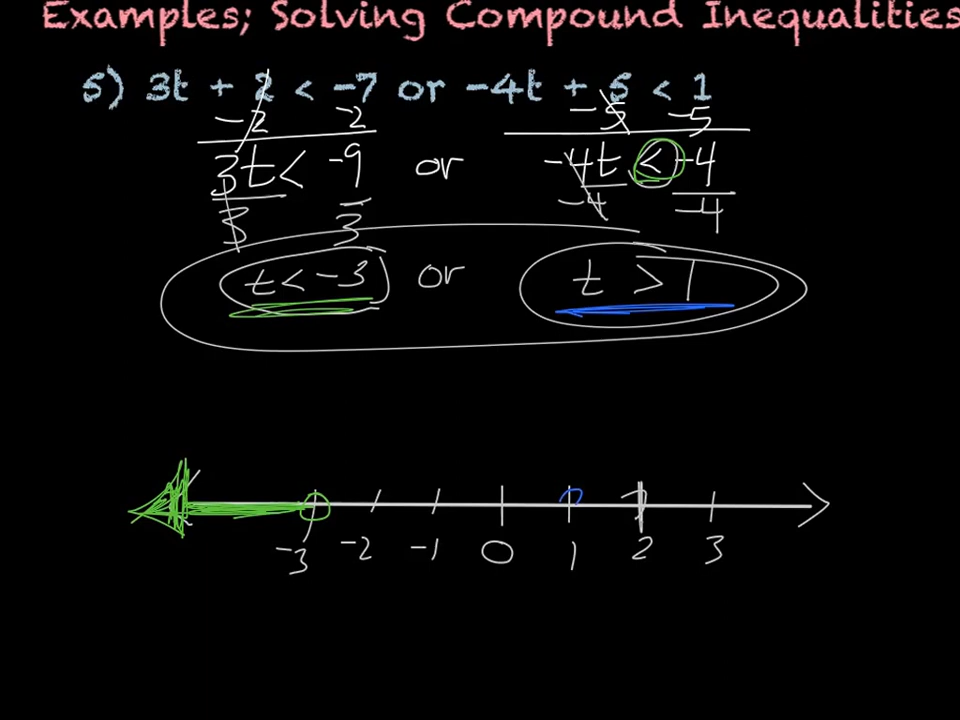 Examples; Solving Compound Inequalities
5) 3t + 2 < -7 or -4t + 5 < 1
-2 -2 -5 -5
3t < -9 or -4t < -4
3 3 -4 -4
t < -3 or t > 1
-3 -2 -1 0 1 2 3